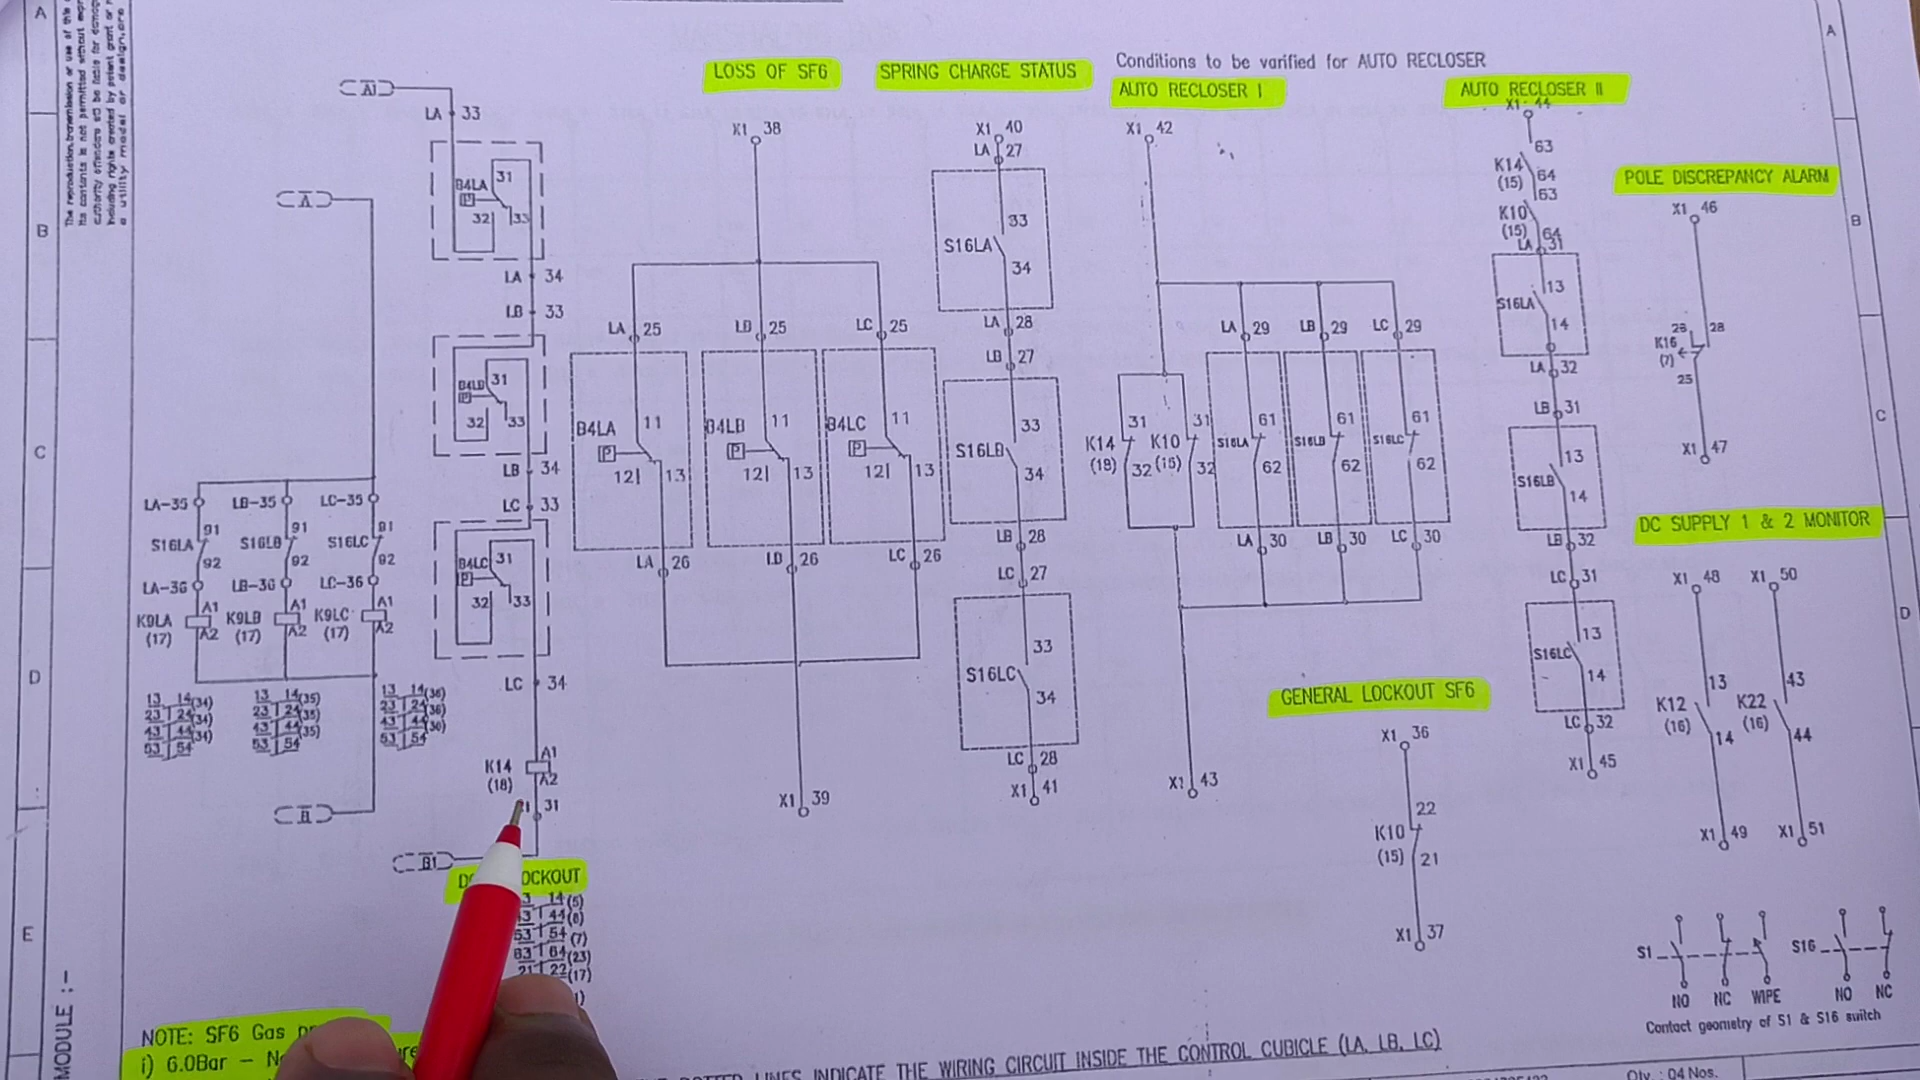 LOSS OF SF6
SPRING CHARGE STATUS
Conditions to be varified for AUTO RECLOSER
AUTO RECLOSER I
AUTO RECLOSER II
POLE DISCREPANCY ALARM
DC SUPPLY 1 & 2 MONITOR
GENERAL LOCKOUT SF6
A
B
C
D
E
MODULE :-
A1
LA 33
B4LA
31
32
33
LA 34
LB 33
B4LB
31
32
33
LB 34
LC 33
B4LC
31
32
33
LC 34
K14
(18)
A1
A2
31
B1
OCKOUT
14(5)
44(6)
53 54(7)
63 64(23)
21 22(17)
A
LA-35 LB-35 LC-35
91 91 91
S16LA S16LB S16LC
92 92 92
LA-36 LB-36 LC-36
K9LA K9LB K9LC
(17) (17) (17)
A1 A1 A1
A2 A2 A2
13 14(34) 13 14(35) 13 14(36)
23 24(34) 23 24(35) 23 24(36)
43 44(34) 43 44(35) 43 44(36)
53 54 53 54 53 54
X1 38
LA 25 LB 25 LC 25
B4LA 11 B4LB 11 B4LC 11
P P P
12 13 12 13 12 13
LA 26 LB 26 LC 26
X1 39
X1 40
LA 27
33
S16LA
34
LA 28
LB 27
33
S16LB
34
LB 28
LC 27
33
S16LC
34
LC 28
X1 41
X1 42
LA 29 LB 29 LC 29
31 31 61 61 61
K14 K10 S16LA S16LB S16LC
(18) 32 (15) 32 62 62 62
LA 30 LB 30 LC 30
X1 43
X1 44
63
K14 64
(15) 63
K10
(15) 64
LA 31
13
S16LA
14
LA 32
LB 31
13
S16LB
14
LB 32
LC 31
13
S16LC
14
LC 32
X1 45
X1 46
26 28
K16
(7)
25
X1 47
X1 48 X1 50
13 43
K12 K22
(16) (16)
14 44
X1 49 X1 51
X1 36
22
K10
(15) 21
X1 37
S1 S16
NO NC WIPE NO NC
Contact geometry of S1 & S16 switch
NOTE: SF6 Gas
i) 6.0Bar -
LINES INDICATE THE WIRING CIRCUIT INSIDE THE CONTROL CUBICLE (LA, LB, LC)
Qty. : 04 Nos.